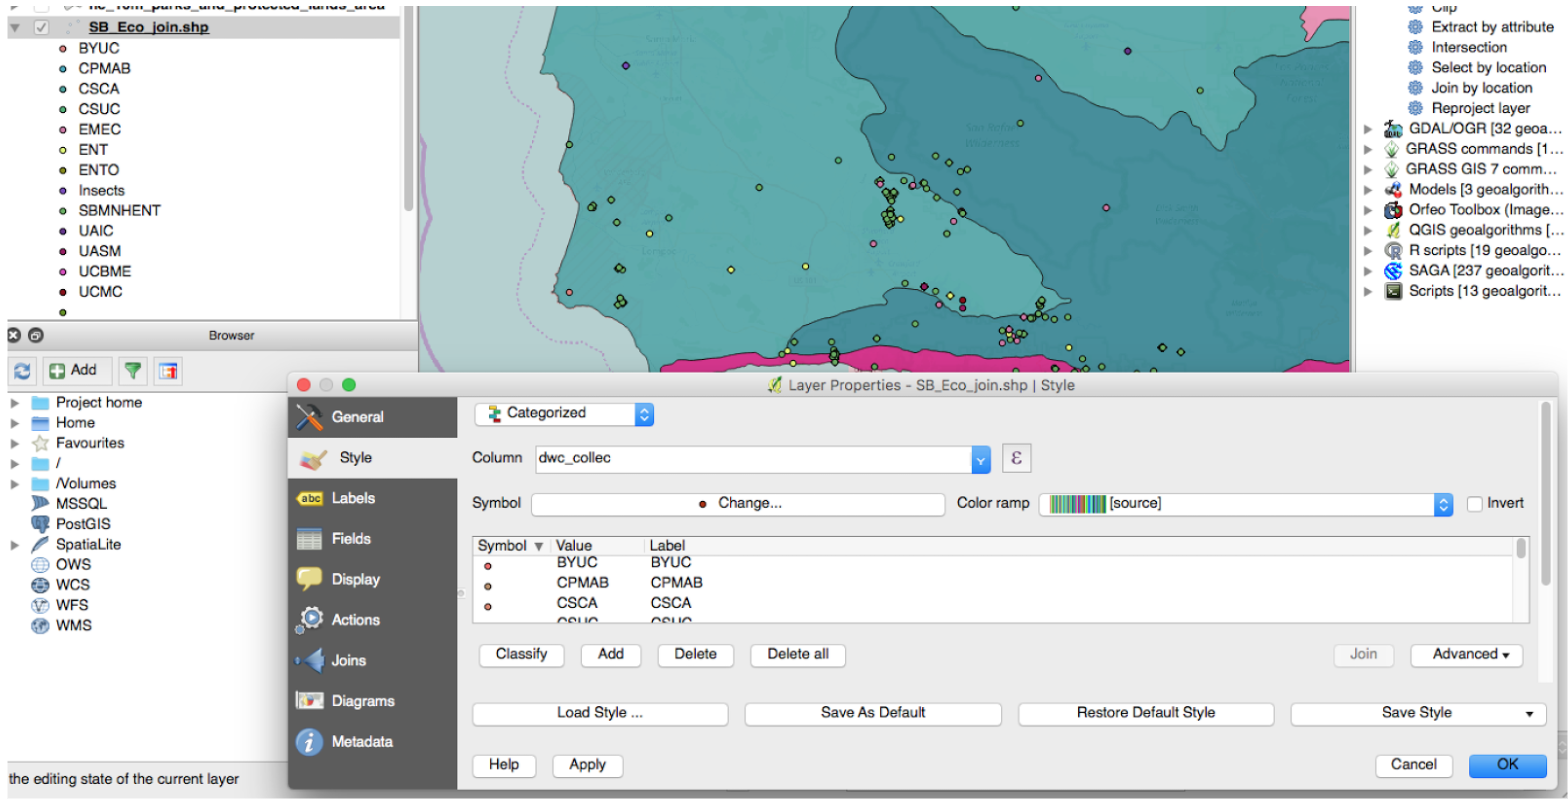 SB_Eco_join.shp
BYUC
CPMAB
CSCA
CSUC
EMEC
ENT
ENTO
Insects
SBMNHENT
UAIC
UASM
UCBME
UCMC
Clip
Extract by attribute
Intersection
Select by location
Join by location
Reproject layer
GDAL/OGR [32 geoa...
GRASS commands [1...
GRASS GIS 7 comm...
Models [3 geoalgorith...
Orfeo Toolbox (Image...
QGIS geoalgorithms [...
R scripts [19 geoalgo...
SAGA [237 geoalgorit...
Scripts [13 geoalgorit...
Browser
Add
Project home
Home
Favourites
/
/Volumes
MSSQL
PostGIS
SpatiaLite
OWS
WCS
WFS
WMS
the editing state of the current layer
Layer Properties - SB_Eco_join.shp | Style
General
Style
abc Labels
Fields
Display
Actions
Joins
Diagrams
Metadata
Categorized
Column dwc_collec ε
Symbol Change... Color ramp [source] Invert
Symbol Value Label
BYUC BYUC
CPMAB CPMAB
CSCA CSCA
CSUC CSUC
Classify Add Delete Delete all Join Advanced
Load Style ... Save As Default Restore Default Style Save Style
Help Apply Cancel OK